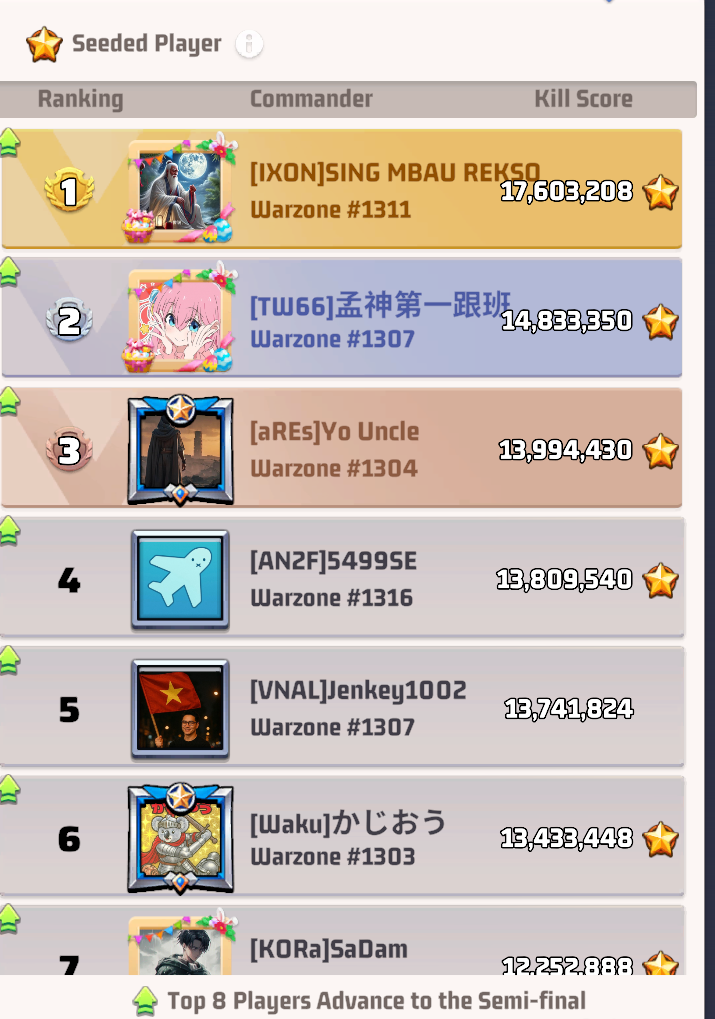 Seeded Player
Ranking Commander Kill Score
1
[IXON]SING MBAU REKSO
17,603,208
Warzone #1311
2
[TW66]孟神第一跟班
14,833,350
Warzone #1307
3
[aREs]Yo Uncle
13,994,430
Warzone #1304
4
[AN2F]5499SE
13,809,540
Warzone #1316
5
[VNAL]Jenkey1002
13,741,824
Warzone #1307
6
[Waku]かじおう
13,433,448
Warzone #1303
7
[KORa]SaDam
12,252,888
Top 8 Players Advance to the Semi-final